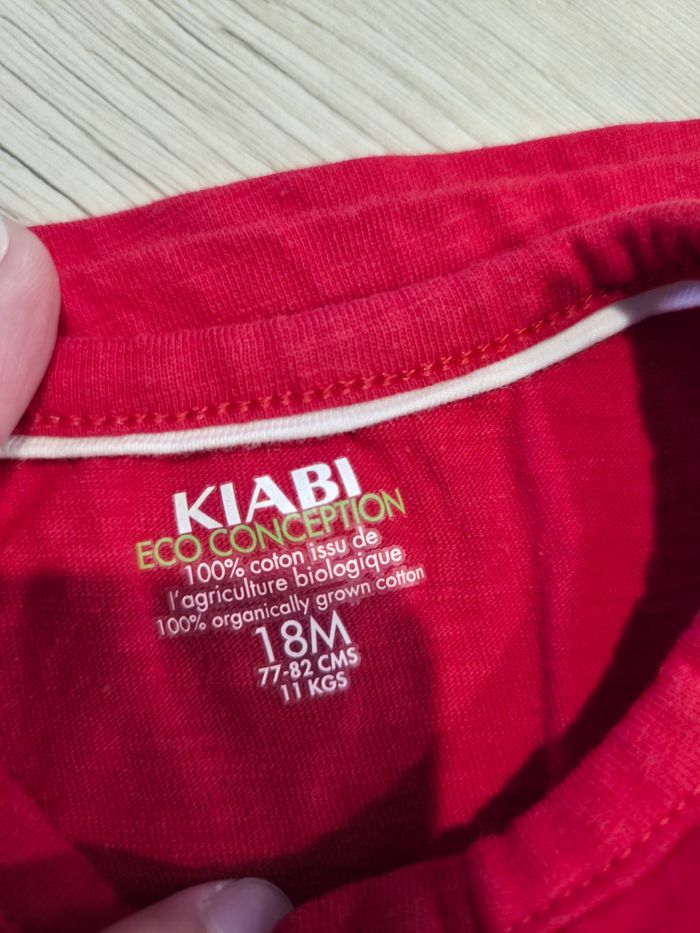 KIABI
ECO CONCEPTION
100% coton issu de
l'agriculture biologique
100% organically grown cotton
18M
77-82 CMS
11 KGS